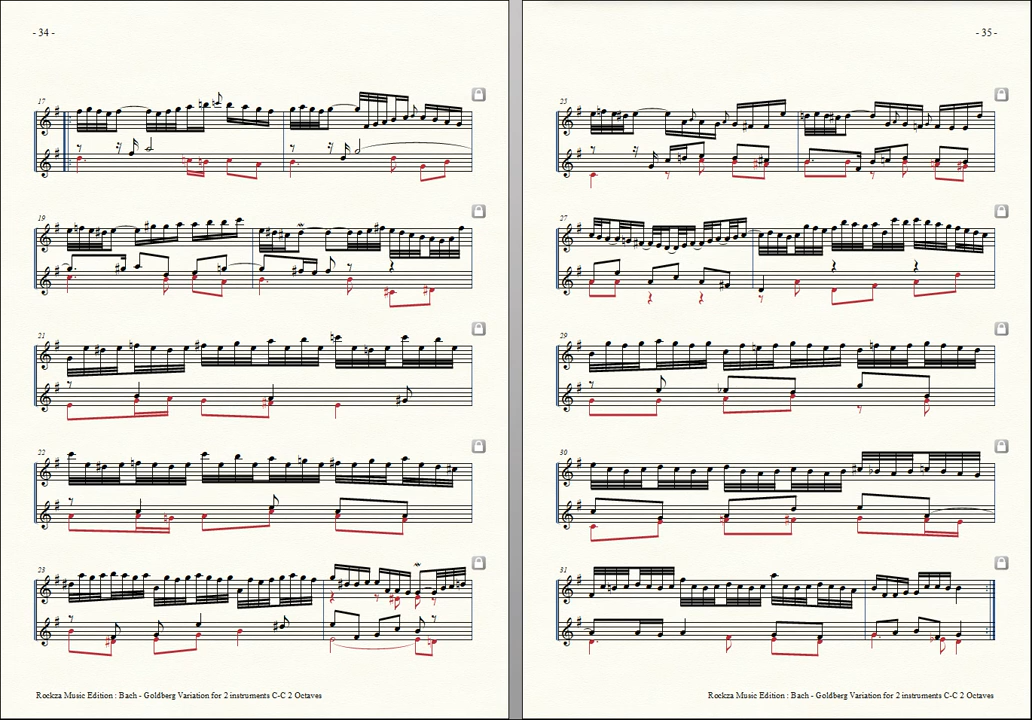 - 34 -
17
19
21
22
23
Rockza Music Edition : Bach - Goldberg Variation for 2 instruments C-C 2 Octaves
- 35 -
25
27
29
30
31
Rockza Music Edition : Bach - Goldberg Variation for 2 instruments C-C 2 Octaves